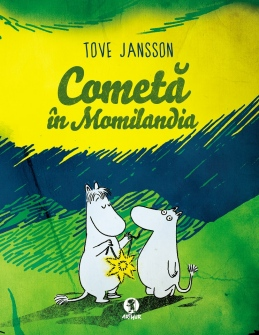 TOVE JANSSON
Cometă
în Momilandia
ARTHUR